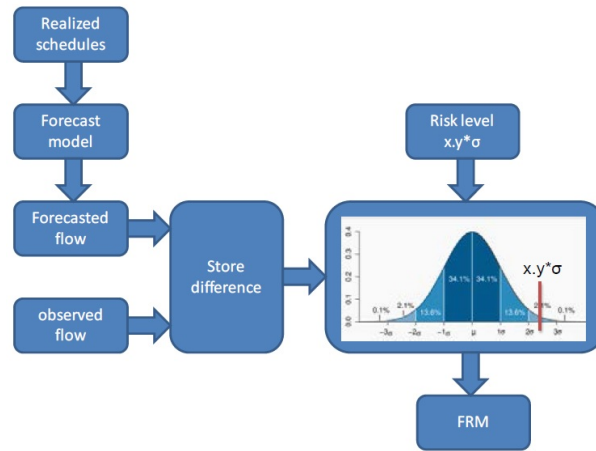 Realized
schedules
Forecast
model
Risk level
x.y*σ
Forecasted
flow
Store
difference
observed
flow
x.y*σ
0.4
0.3
0.2
0.1
0.0
34.1% 34.1%
0.1% 2.1% 13.6% 13.6% 0.1%
−3σ −2σ −1σ μ 1σ 2σ 3σ
FRM